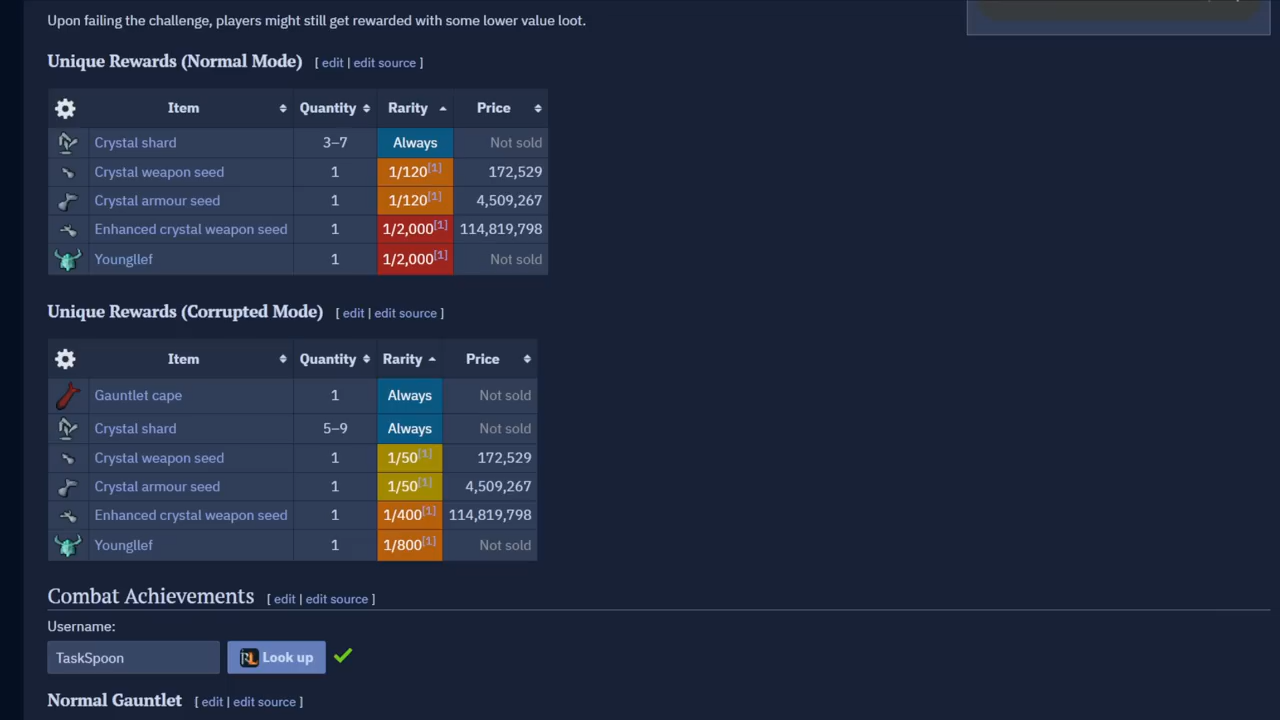 Upon failing the challenge, players might still get rewarded with some lower value loot.
Unique Rewards (Normal Mode) [ edit | edit source ]
Item Quantity Rarity Price
Crystal shard 3–7 Always Not sold
Crystal weapon seed 1 1/120[1] 172,529
Crystal armour seed 1 1/120[1] 4,509,267
Enhanced crystal weapon seed 1 1/2,000[1] 114,819,798
Youngllef 1 1/2,000[1] Not sold
Unique Rewards (Corrupted Mode) [ edit | edit source ]
Item Quantity Rarity Price
Gauntlet cape 1 Always Not sold
Crystal shard 5–9 Always Not sold
Crystal weapon seed 1 1/50[1] 172,529
Crystal armour seed 1 1/50[1] 4,509,267
Enhanced crystal weapon seed 1 1/400[1] 114,819,798
Youngllef 1 1/800[1] Not sold
Combat Achievements [ edit | edit source ]
Username:
TaskSpoon RL Look up
Normal Gauntlet [ edit | edit source ]